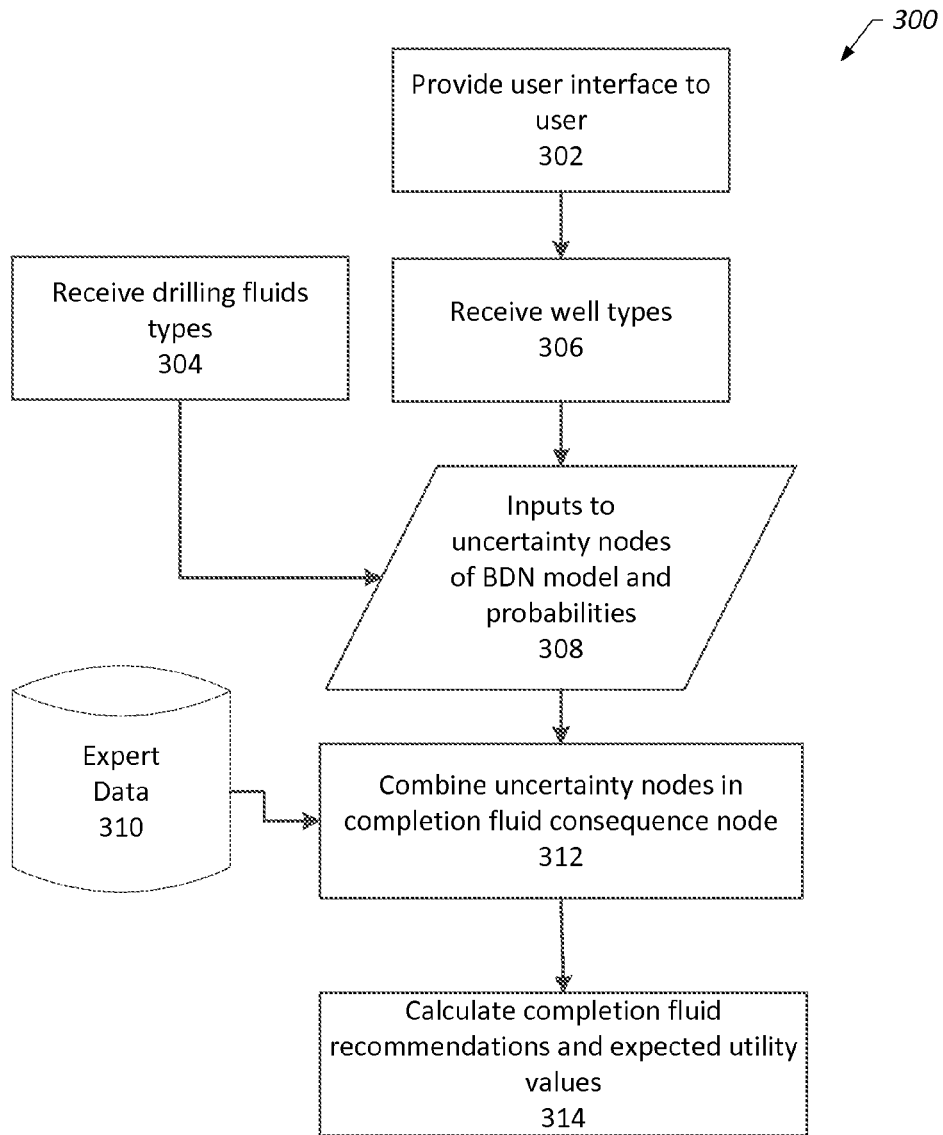 300
Provide user interface to
user
302
Receive drilling fluids
types
304
Receive well types
306
Inputs to
uncertainty nodes
of BDN model and
probabilities
308
Expert
Data
310
Combine uncertainty nodes in
completion fluid consequence node
312
Calculate completion fluid
recommendations and expected utility
values
314